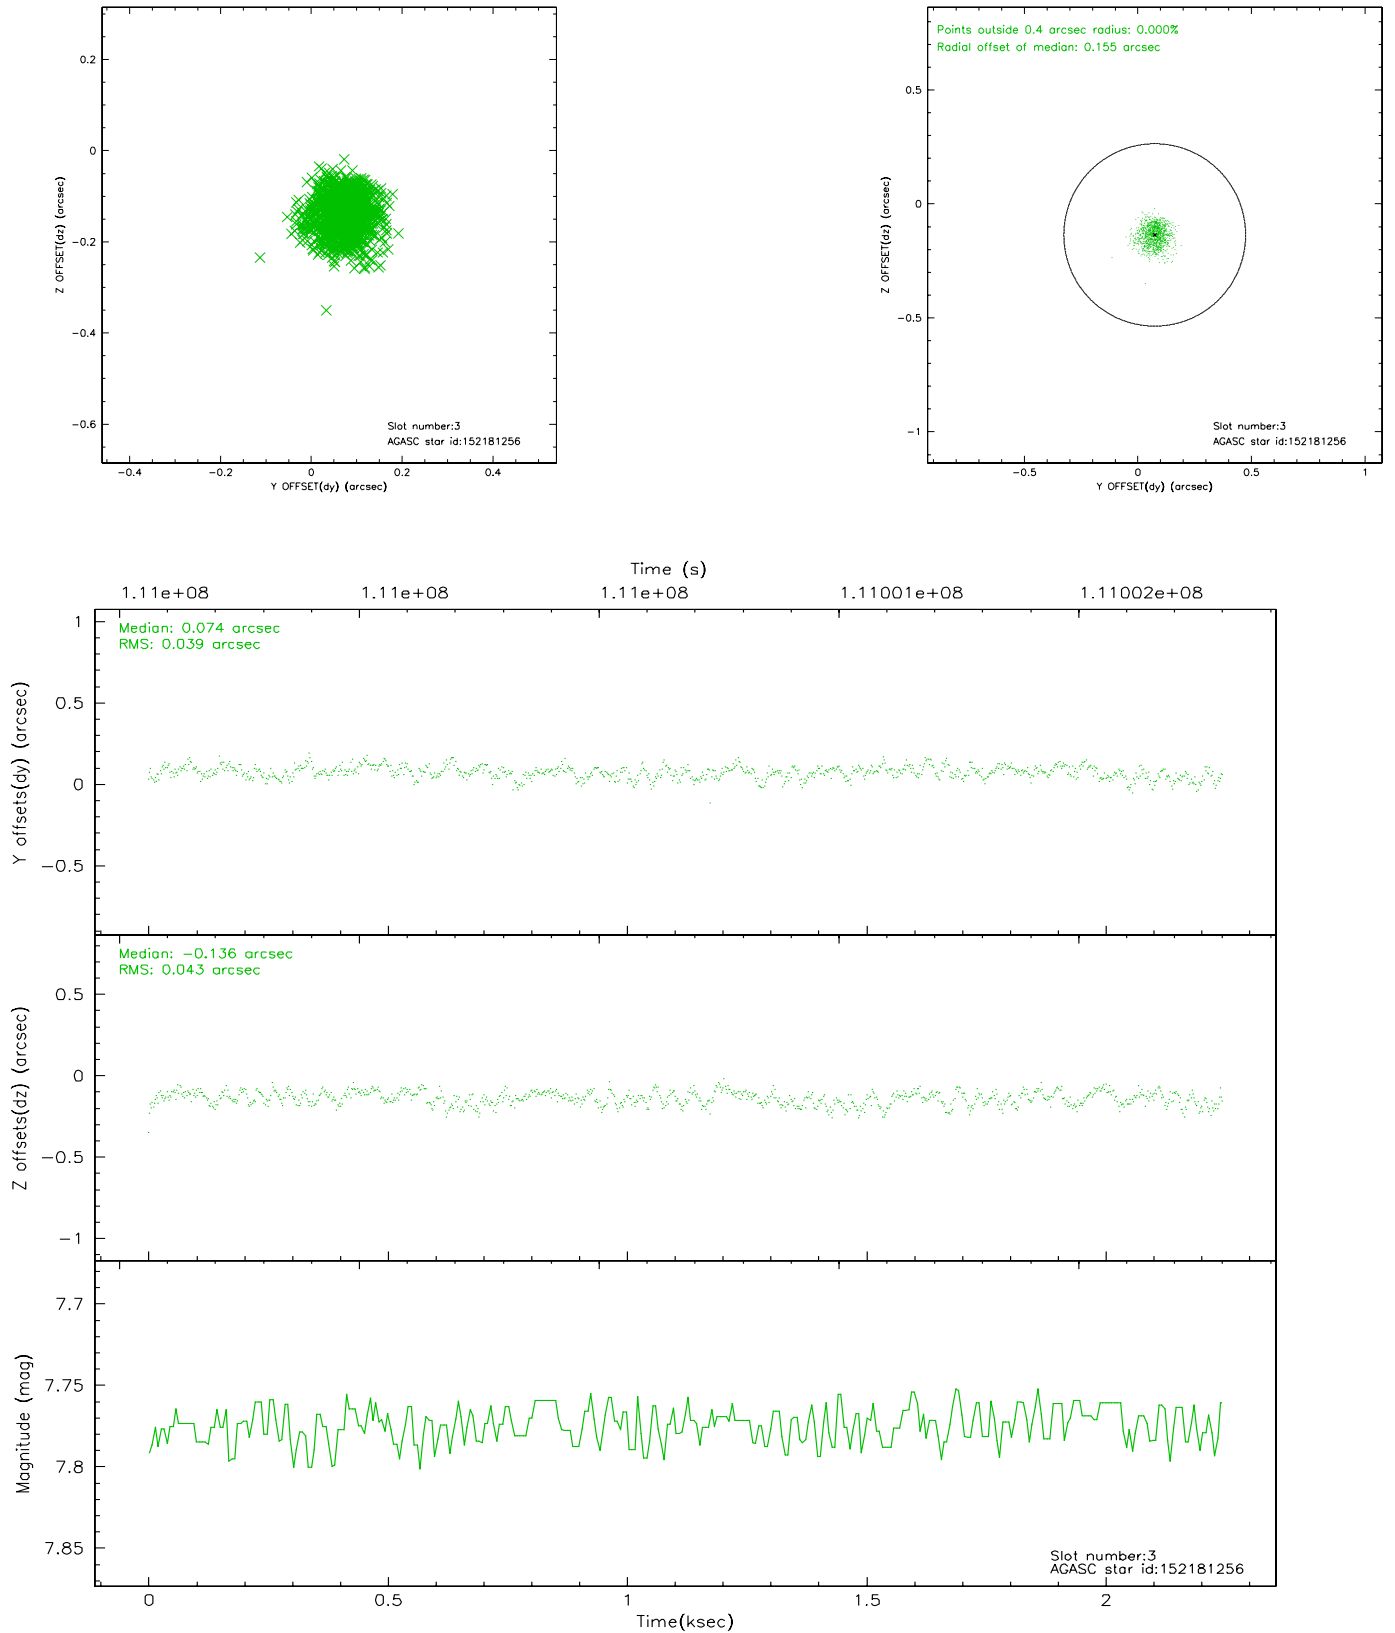 0.2
0
−0.2
−0.4
−0.6
Z OFFSET(dz) (arcsec)
−0.4 −0.2 0 0.2 0.4
Y OFFSET(dy) (arcsec)
Slot number:3
AGASC star id:152181256
Points outside 0.4 arcsec radius: 0.000%
Radial offset of median: 0.155 arcsec
0.5
0
−0.5
−1
Z OFFSET(dz) (arcsec)
−0.5 0 0.5 1
Y OFFSET(dy) (arcsec)
Slot number:3
AGASC star id:152181256
Time (s)
1.11e+08 1.11e+08 1.11e+08 1.11001e+08 1.11002e+08
Median: 0.074 arcsec
RMS: 0.039 arcsec
1
0.5
0
−0.5
Y offsets(dy) (arcsec)
Median: −0.136 arcsec
RMS: 0.043 arcsec
0.5
0
−0.5
−1
Z offsets(dz) (arcsec)
7.7
7.75
7.8
7.85
Magnitude (mag)
Slot number:3
AGASC star id:152181256
0 0.5 1 1.5 2
Time(ksec)